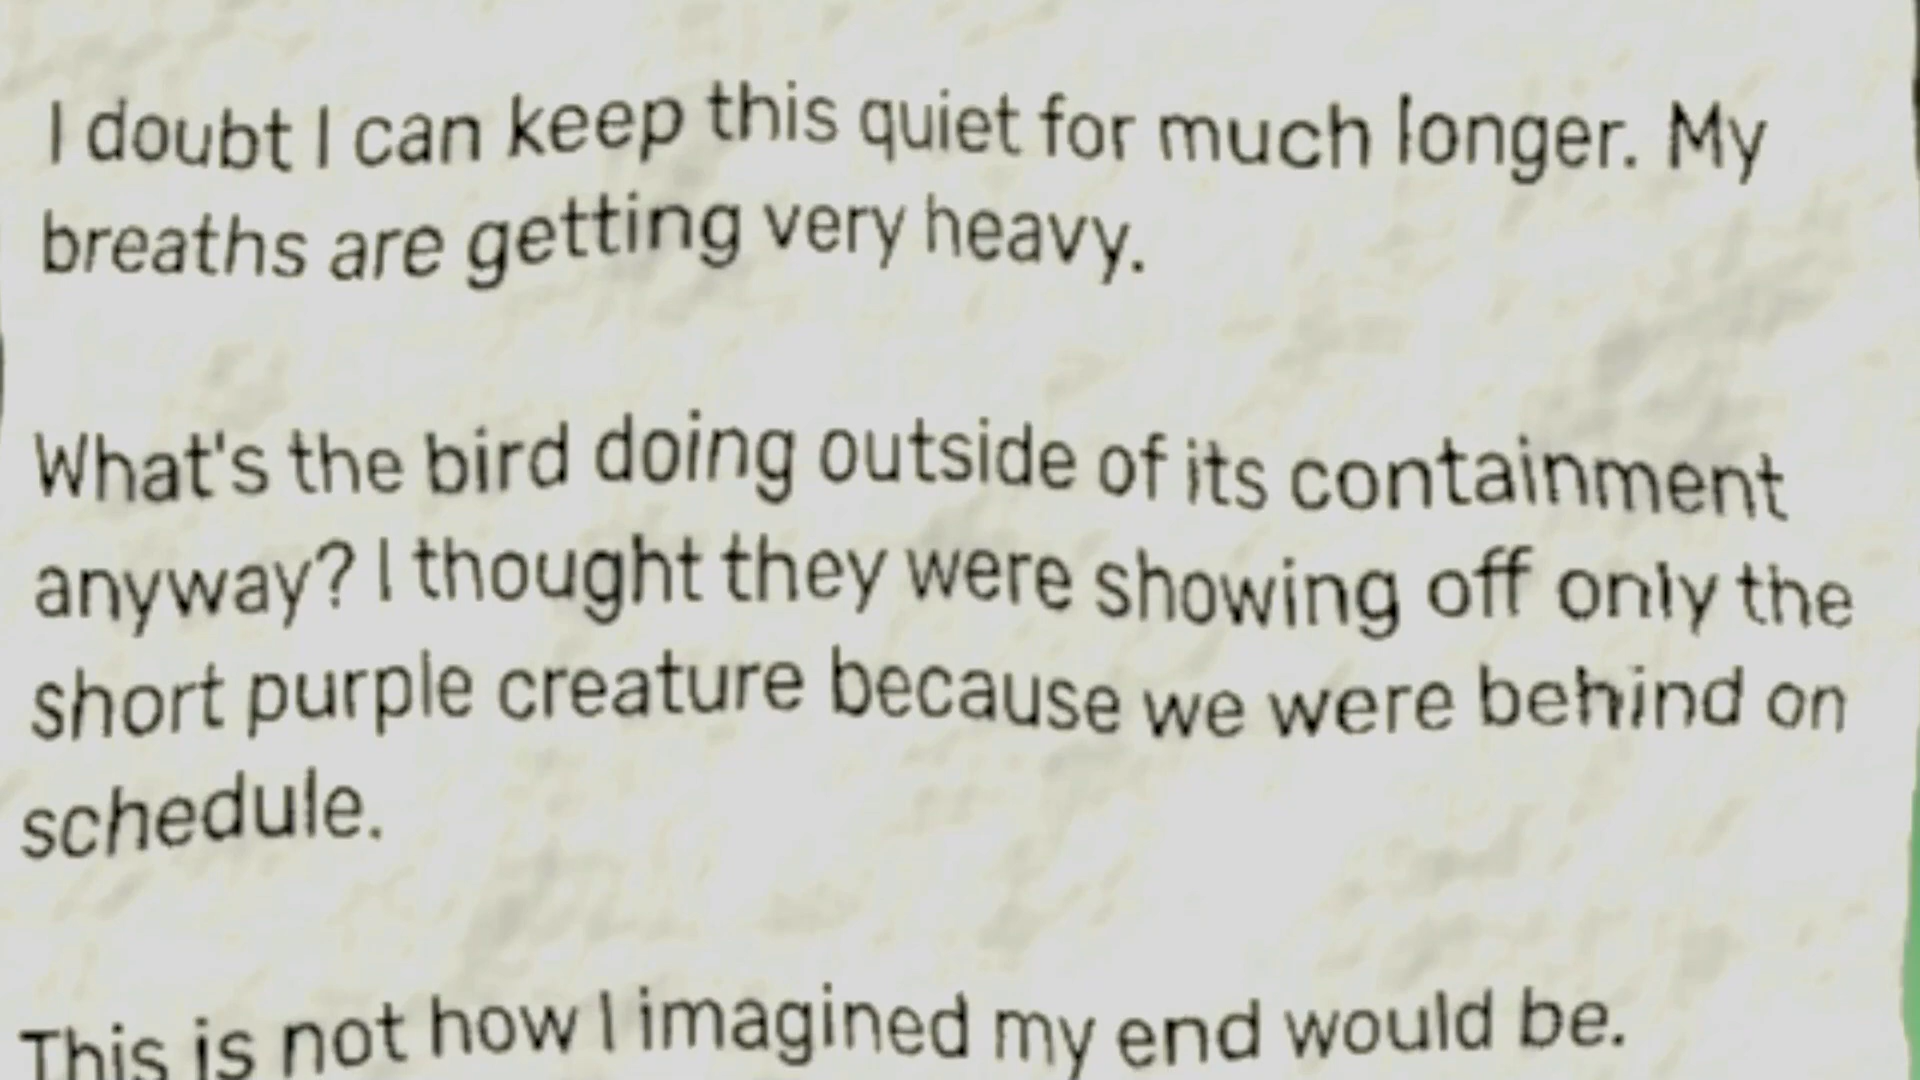 I doubt I can keep this quiet for much longer. My
breaths are getting very heavy.
What's the bird doing outside of its containment
anyway? I thought they were showing off only the
short purple creature because we were behind on
schedule.
This is not how I imagined my end would be.